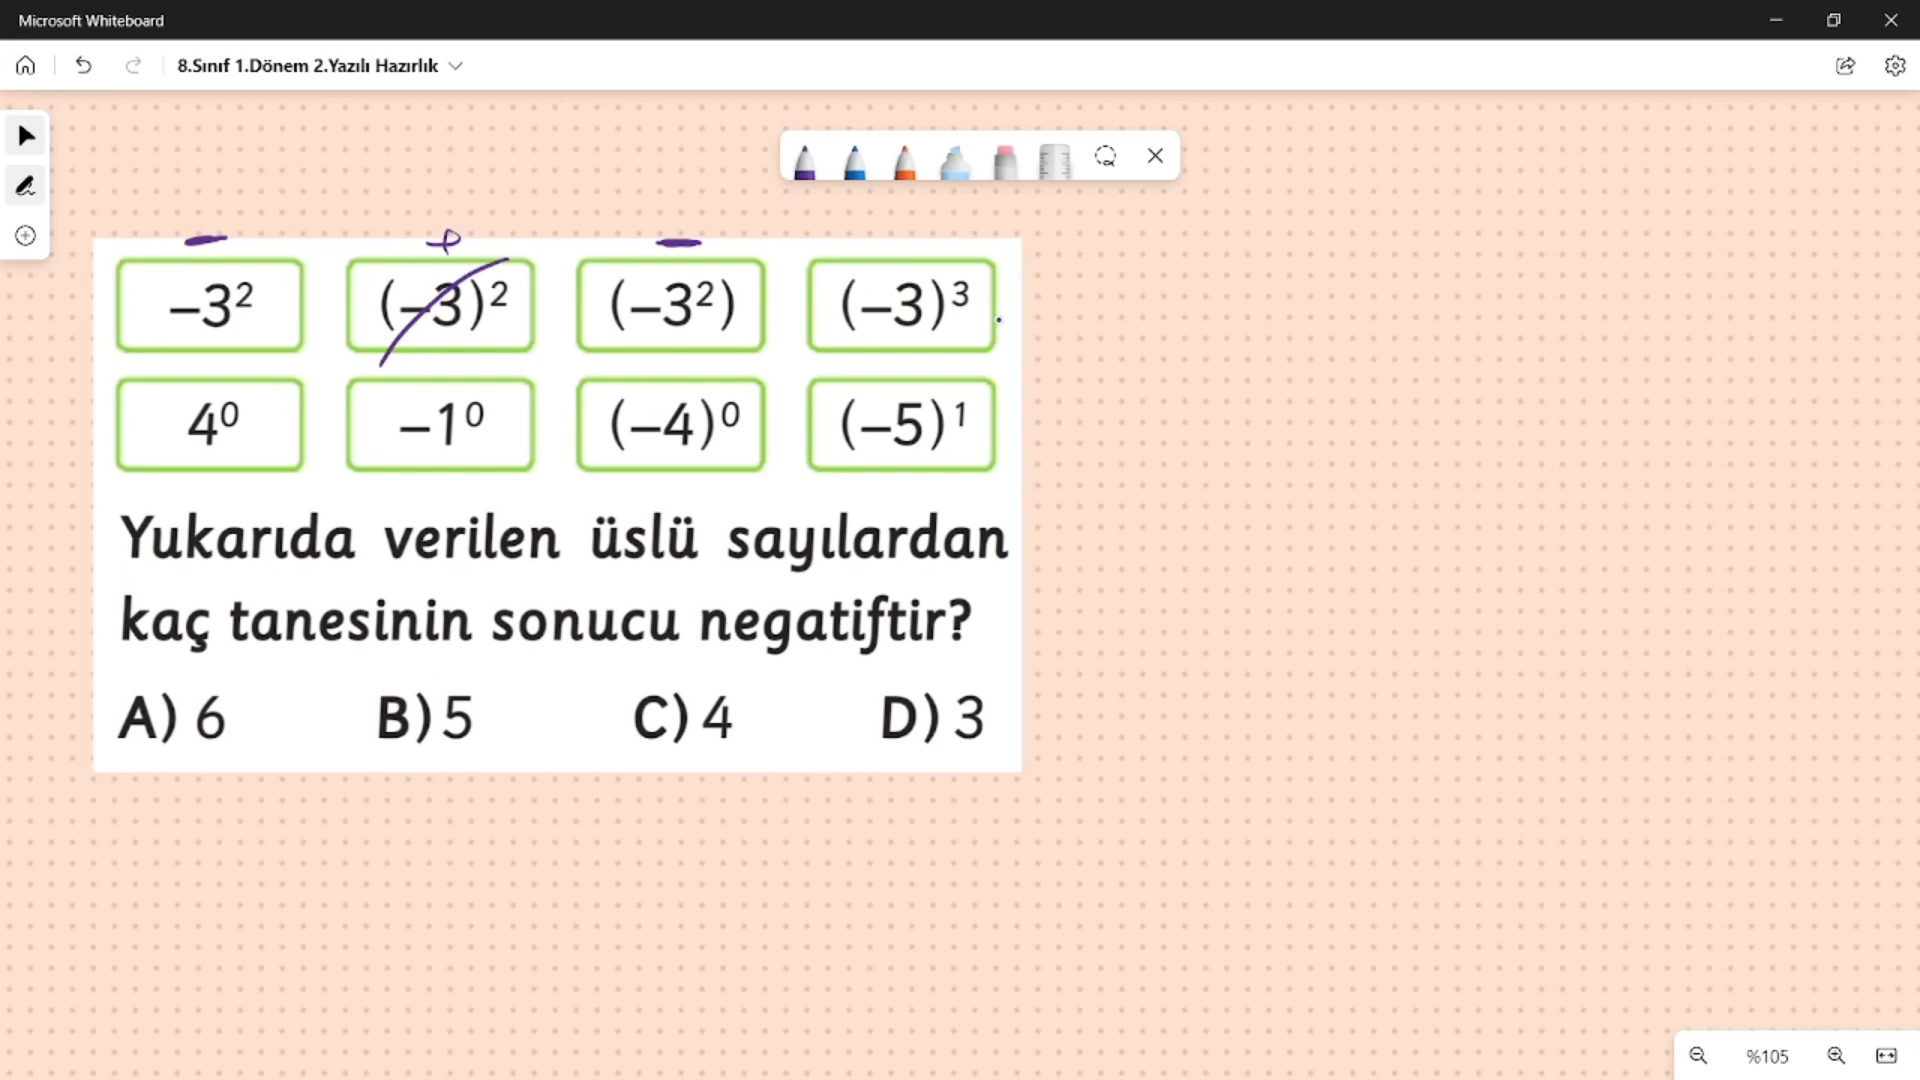 Microsoft Whiteboard
8.Sınıf 1.Dönem 2.Yazılı Hazırlık
− + −
−3² (−3)² (−3²) (−3)³
4⁰ −1⁰ (−4)⁰ (−5)¹
Yukarıda verilen üslü sayılardan
kaç tanesinin sonucu negatiftir?
A) 6 B) 5 C) 4 D) 3
%105